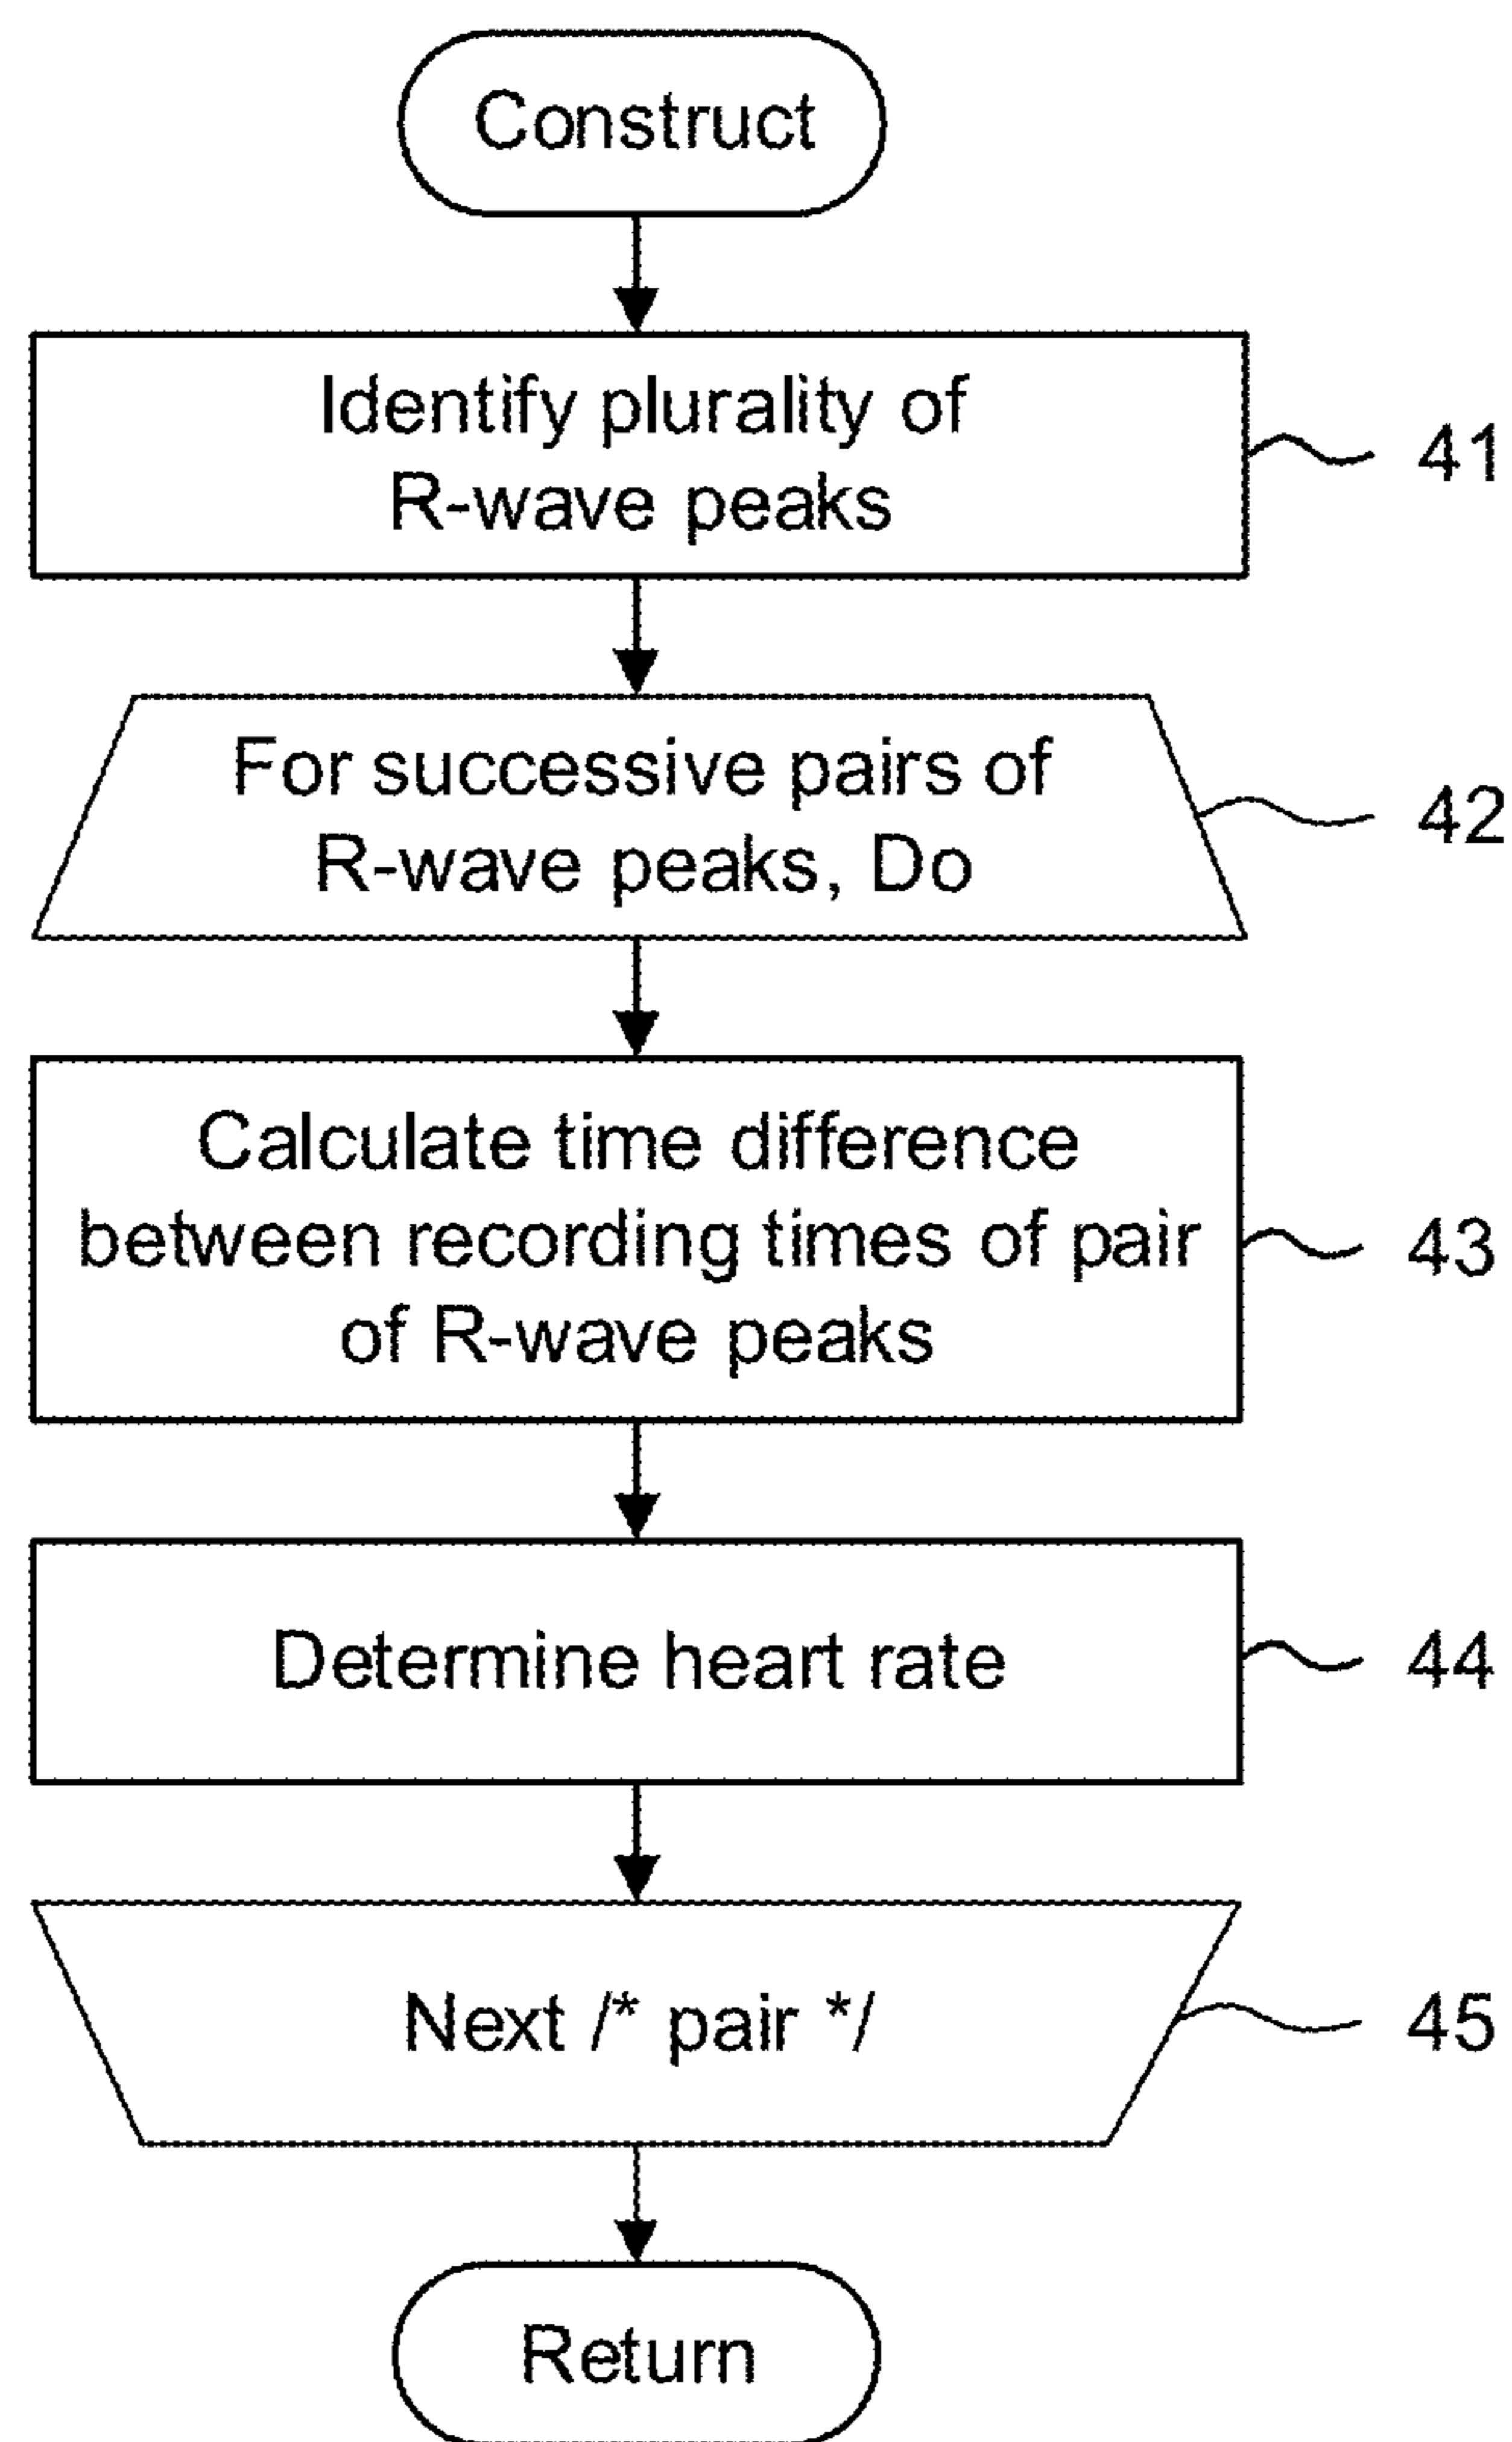 Construct
Identify plurality of
R-wave peaks
41
For successive pairs of
R-wave peaks, Do
42
Calculate time difference
between recording times of pair
of R-wave peaks
43
Determine heart rate
44
Next /* pair */
45
Return